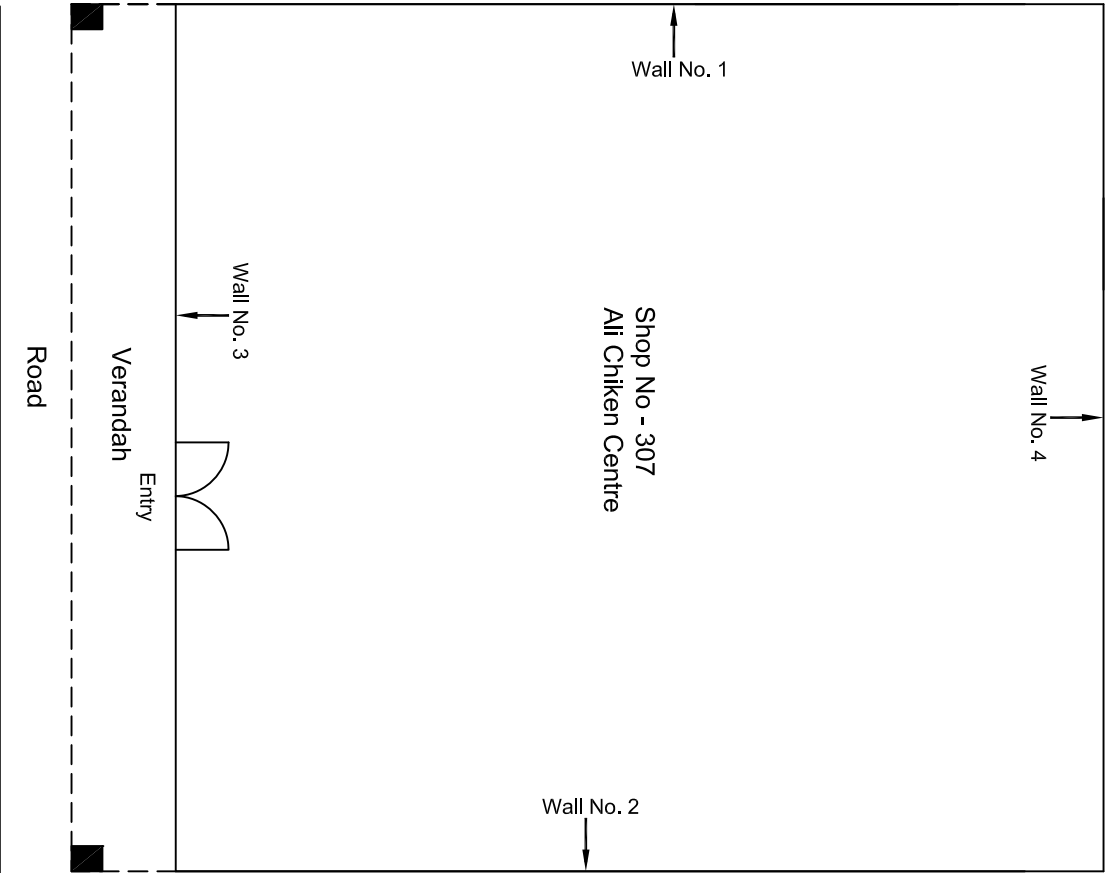 Wall No. 1
Wall No. 4
Wall No. 3
Shop No - 307
Ali Chiken Centre
Entry
Verandah
Road
Wall No. 2